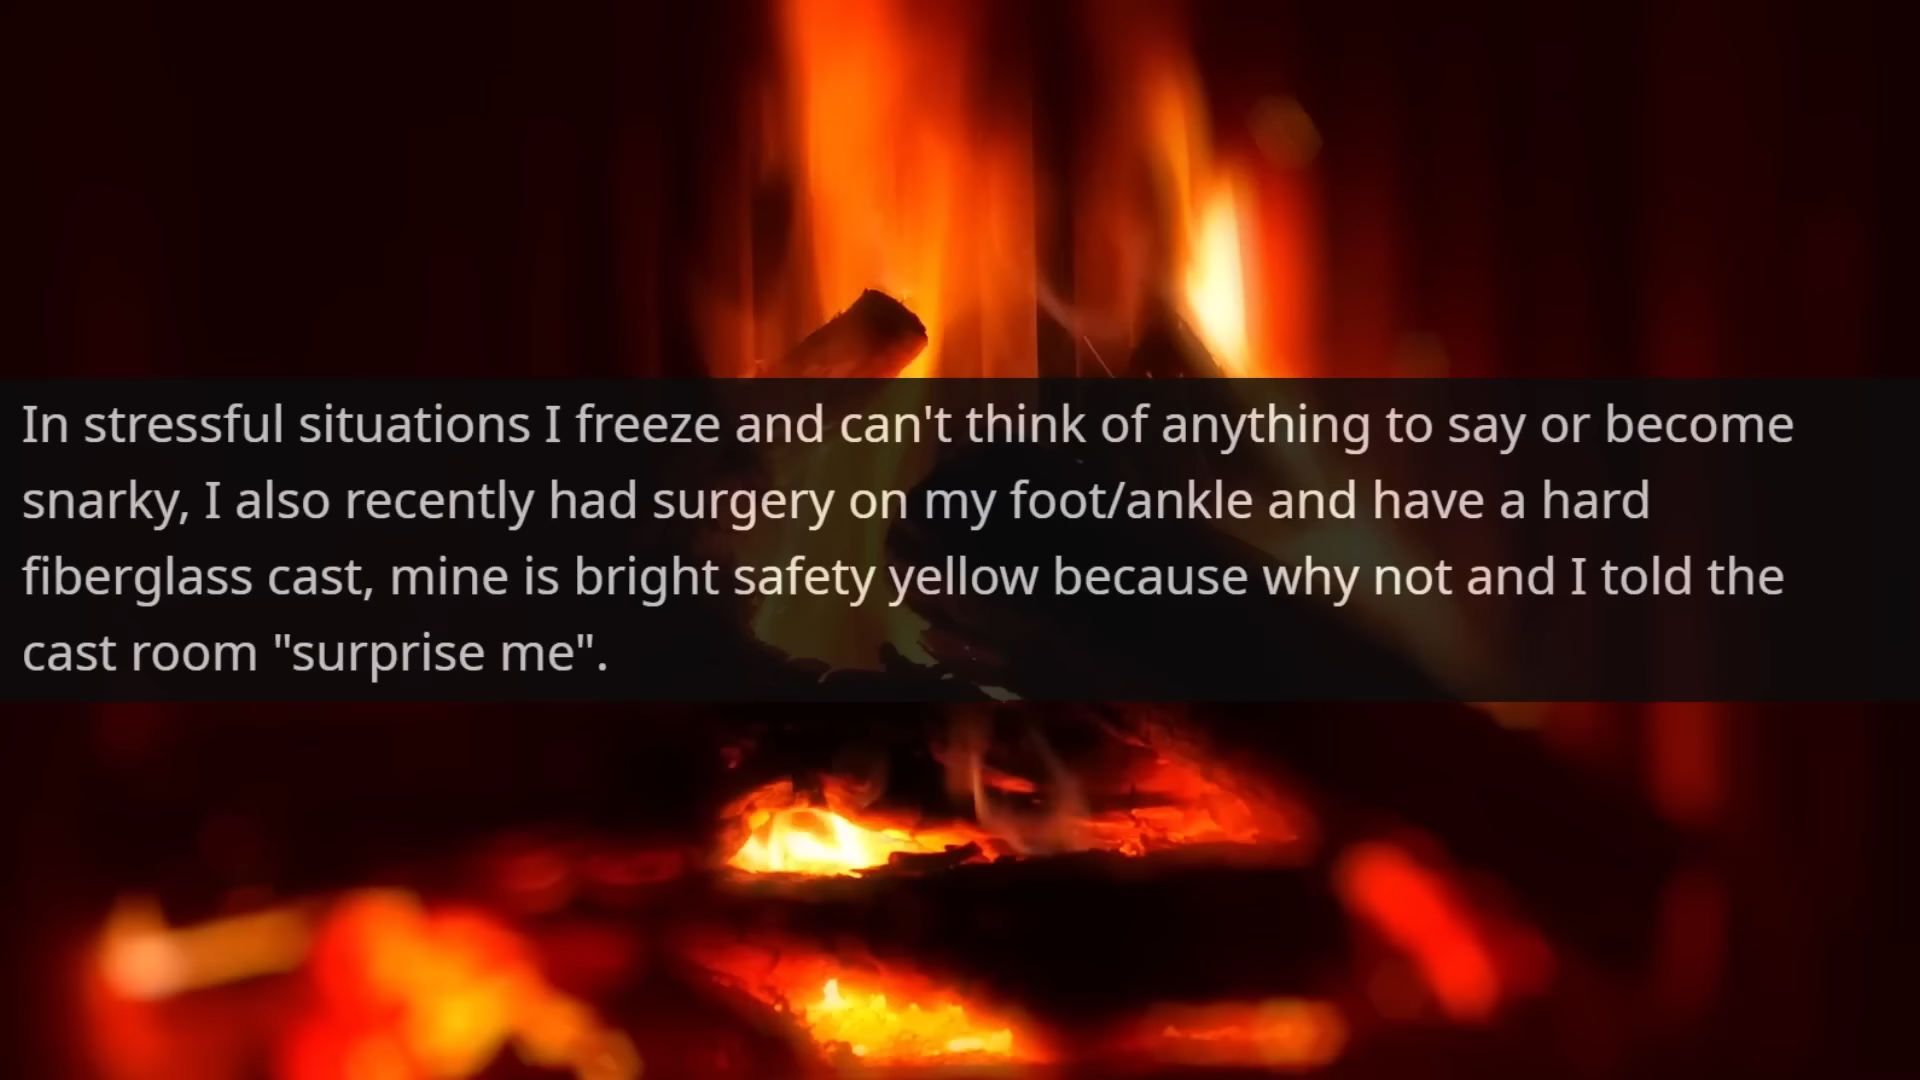 In stressful situations I freeze and can't think of anything to say or become
snarky, I also recently had surgery on my foot/ankle and have a hard
fiberglass cast, mine is bright safety yellow because why not and I told the
cast room "surprise me".